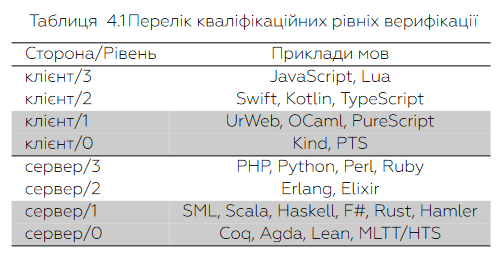 Таблиця 4.1Перелік кваліфікаційних рівніх верифікації
Сторона/Рівень Приклади мов
клієнт/3 JavaScript, Lua
клієнт/2 Swift, Kotlin, TypeScript
клієнт/1 UrWeb, OCaml, PureScript
клієнт/0 Kind, PTS
сервер/3 PHP, Python, Perl, Ruby
сервер/2 Erlang, Elixir
сервер/1 SML, Scala, Haskell, F#, Rust, Hamler
сервер/0 Coq, Agda, Lean, MLTT/HTS